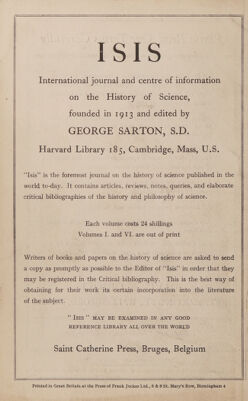 ISIS
International journal and centre of information
on the History of Science,
founded in 1913 and edited by
GEORGE SARTON, S.D.
Harvard Library 185, Cambridge, Mass, U.S.
"Isis" is the foremost journal on the history of science published in the
world to-day. It contains articles, reviews, notes, queries, and elaborate
critical bibliographies of the history and philosophy of science.
Each volume costs 24 shillings
Volumes I. and VI. are out of print
Writers of books and papers on the history of science are asked to send
a copy as promptly as possible to the Editor of "Isis" in order that they
may be registered in the Critical bibliography. This is the best way of
obtaining for their work its certain incorporation into the literature
of the subject.
"ISIS" MAY BE EXAMINED IN ANY GOOD
REFERENCE LIBRARY ALL OVER THE WORLD
Saint Catherine Press, Bruges, Belgium
Printed in Great Britain at the Press of Frank Juckes Ltd., 6 & 8 St. Mary's Row, Birmingham 4